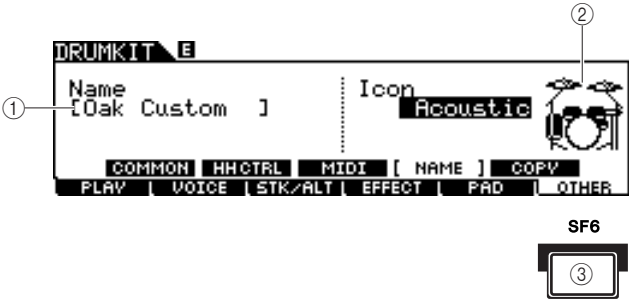 ②
DRUMKIT E
Name
① [Oak Custom ]
Icon
Acoustic
COMMON HHCTRL MIDI [ NAME ] COPY
PLAY VOICE STK/ALT EFFECT PAD OTHER
SF6
③